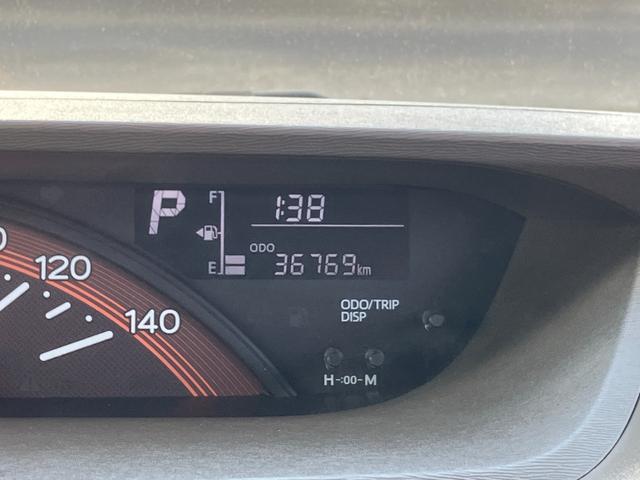 P
F
1:38
E
ODO
36769km
120
140
ODO/TRIP
DISP
H-:00-M